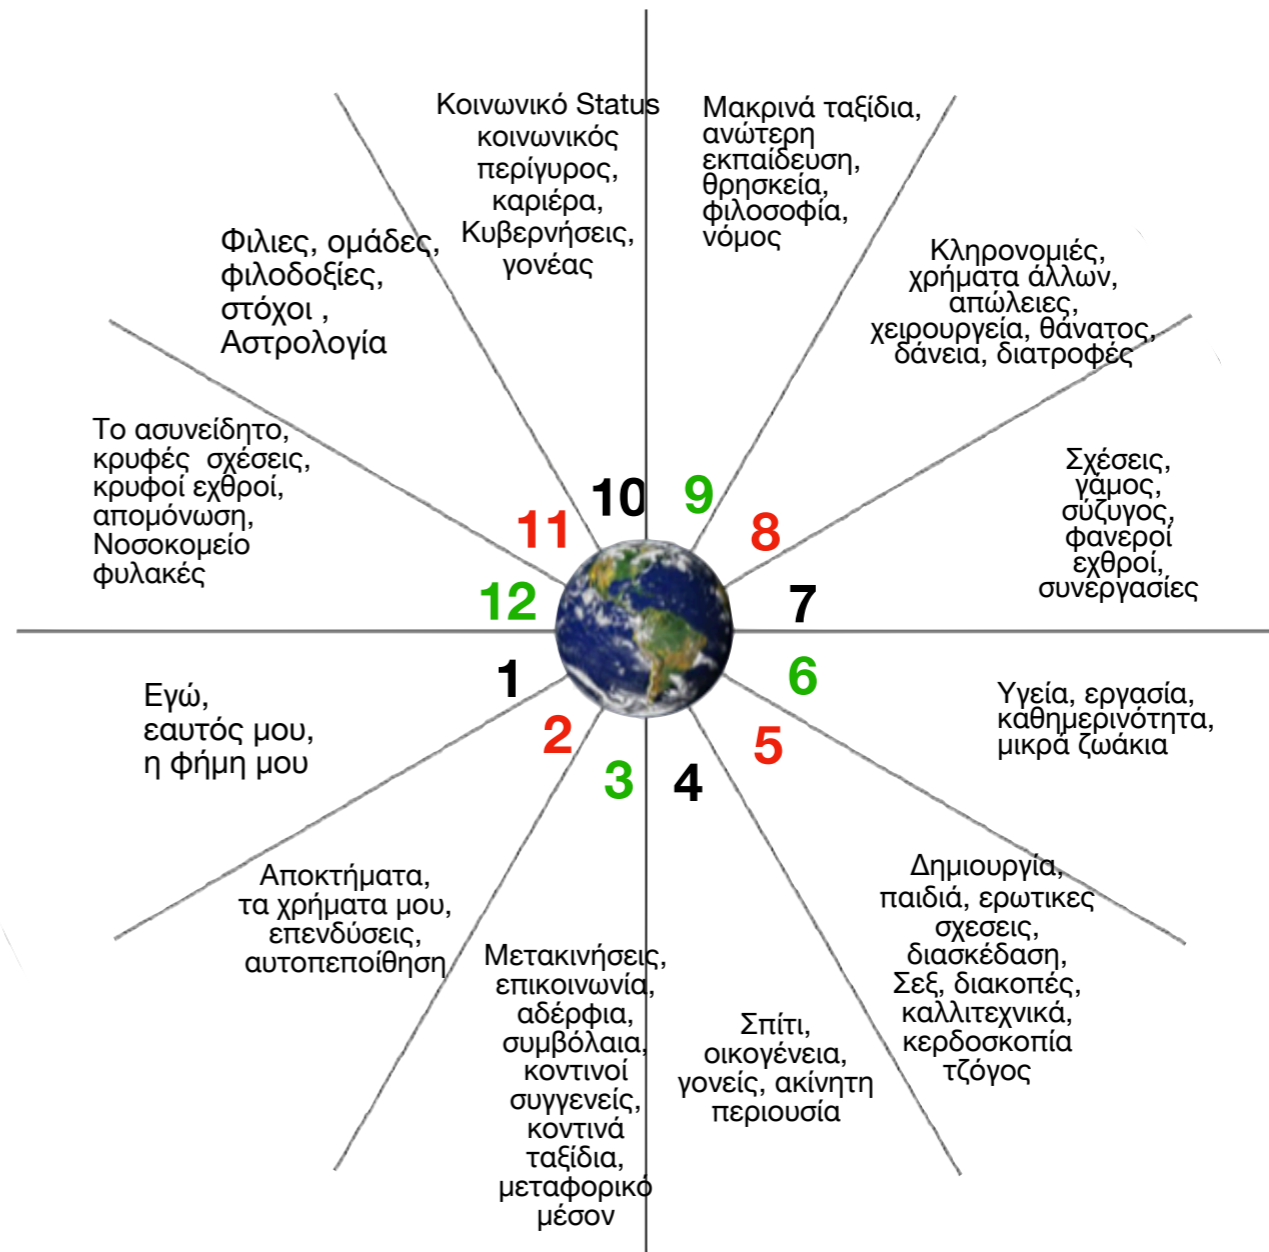 Κοινωνικό Status
κοινωνικός
περίγυρος,
καριέρα,
Κυβερνήσεις,
γονέας
Μακρινά ταξίδια,
ανώτερη
εκπαίδευση,
θρησκεία,
φιλοσοφία,
νόμος
Φιλιες, ομάδες,
φιλοδοξίες,
στόχοι ,
Αστρολογία
Κληρονομιές,
χρήματα άλλων,
απώλειες,
χειρουργεία, θάνατος,
δάνεια, διατροφές
Το ασυνείδητο,
κρυφές σχέσεις,
κρυφοί εχθροί,
απομόνωση,
Νοσοκομείο
φυλακές
Σχέσεις,
γάμος,
σύζυγος,
φανεροί
εχθροί,
συνεργασίες
10
9
11
8
12
7
1
6
2
5
3
4
Εγώ,
εαυτός μου,
η φήμη μου
Υγεία, εργασία,
καθημερινότητα,
μικρά ζωάκια
Αποκτήματα,
τα χρήματα μου,
επενδύσεις,
αυτοπεποίθηση
Δημιουργία,
παιδιά, ερωτικες
σχεσεις,
διασκέδαση,
Σεξ, διακοπές,
καλλιτεχνικά,
κερδοσκοπία
τζόγος
Μετακινήσεις,
επικοινωνία,
αδέρφια,
συμβόλαια,
κοντινοί
συγγενείς,
κοντινά
ταξίδια,
μεταφορικό
μέσον
Σπίτι,
οικογένεια,
γονείς, ακίνητη
περιουσία